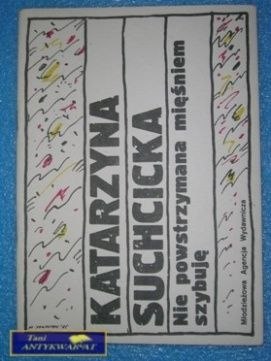 KATARZYNA
SUCHCICKA
Nie powstrzymana mięśniem
szybuję
Młodzieżowa Agencja Wydawnicza
Tani
ANTYKWARIAT